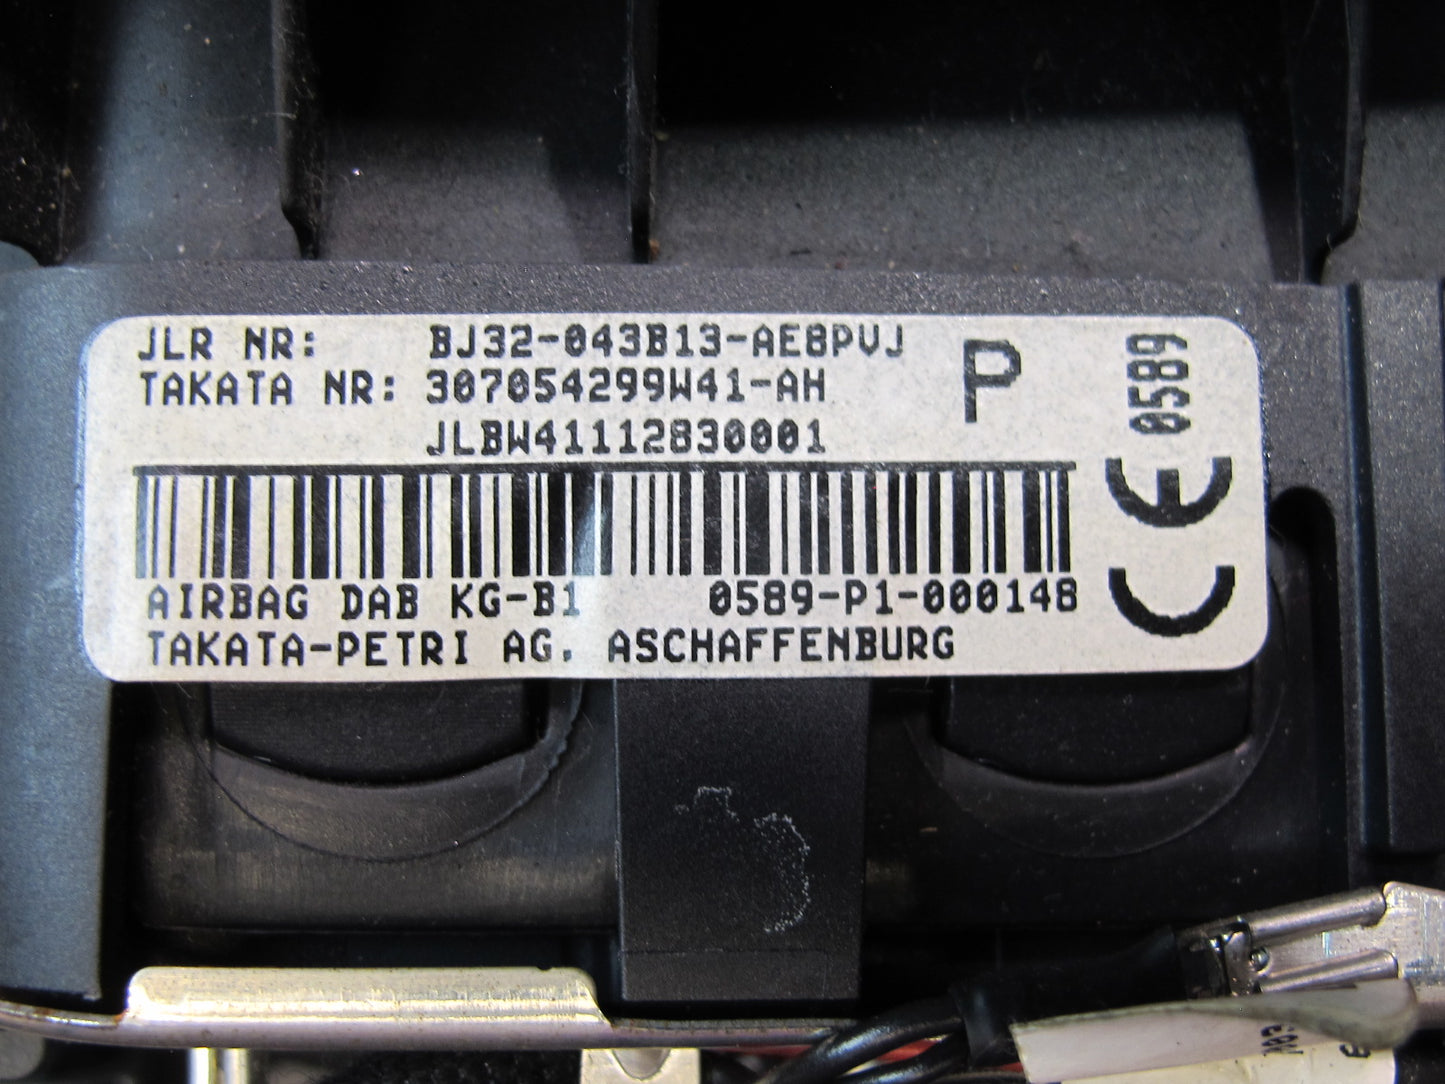 JLR NR: BJ32-043B13-AE8PVJ
TAKATA NR: 307054299W41-AH
JLBW41112830001
P
0589
CE
AIRBAG DAB KG-B1 0589-P1-000148
TAKATA-PETRI AG. ASCHAFFENBURG